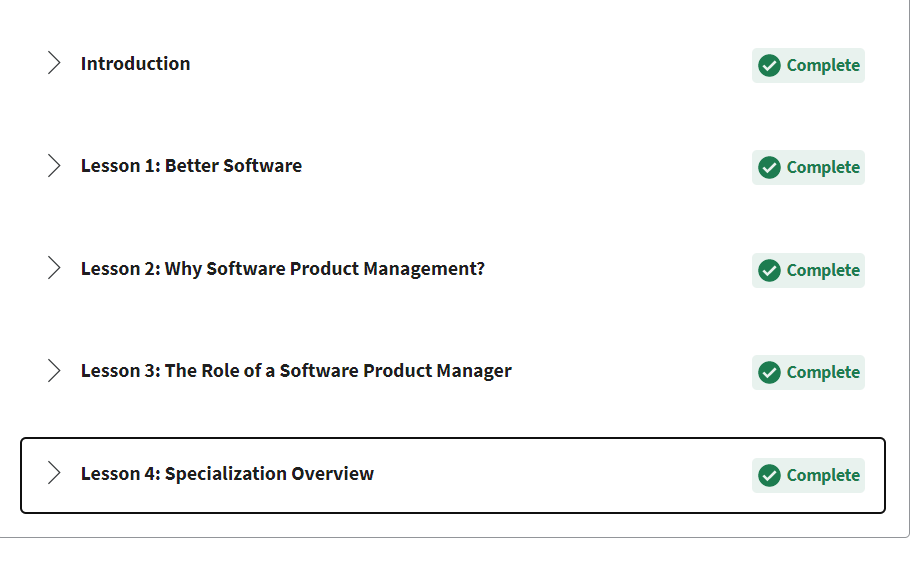 Introduction
Complete
Lesson 1: Better Software
Complete
Lesson 2: Why Software Product Management?
Complete
Lesson 3: The Role of a Software Product Manager
Complete
Lesson 4: Specialization Overview
Complete